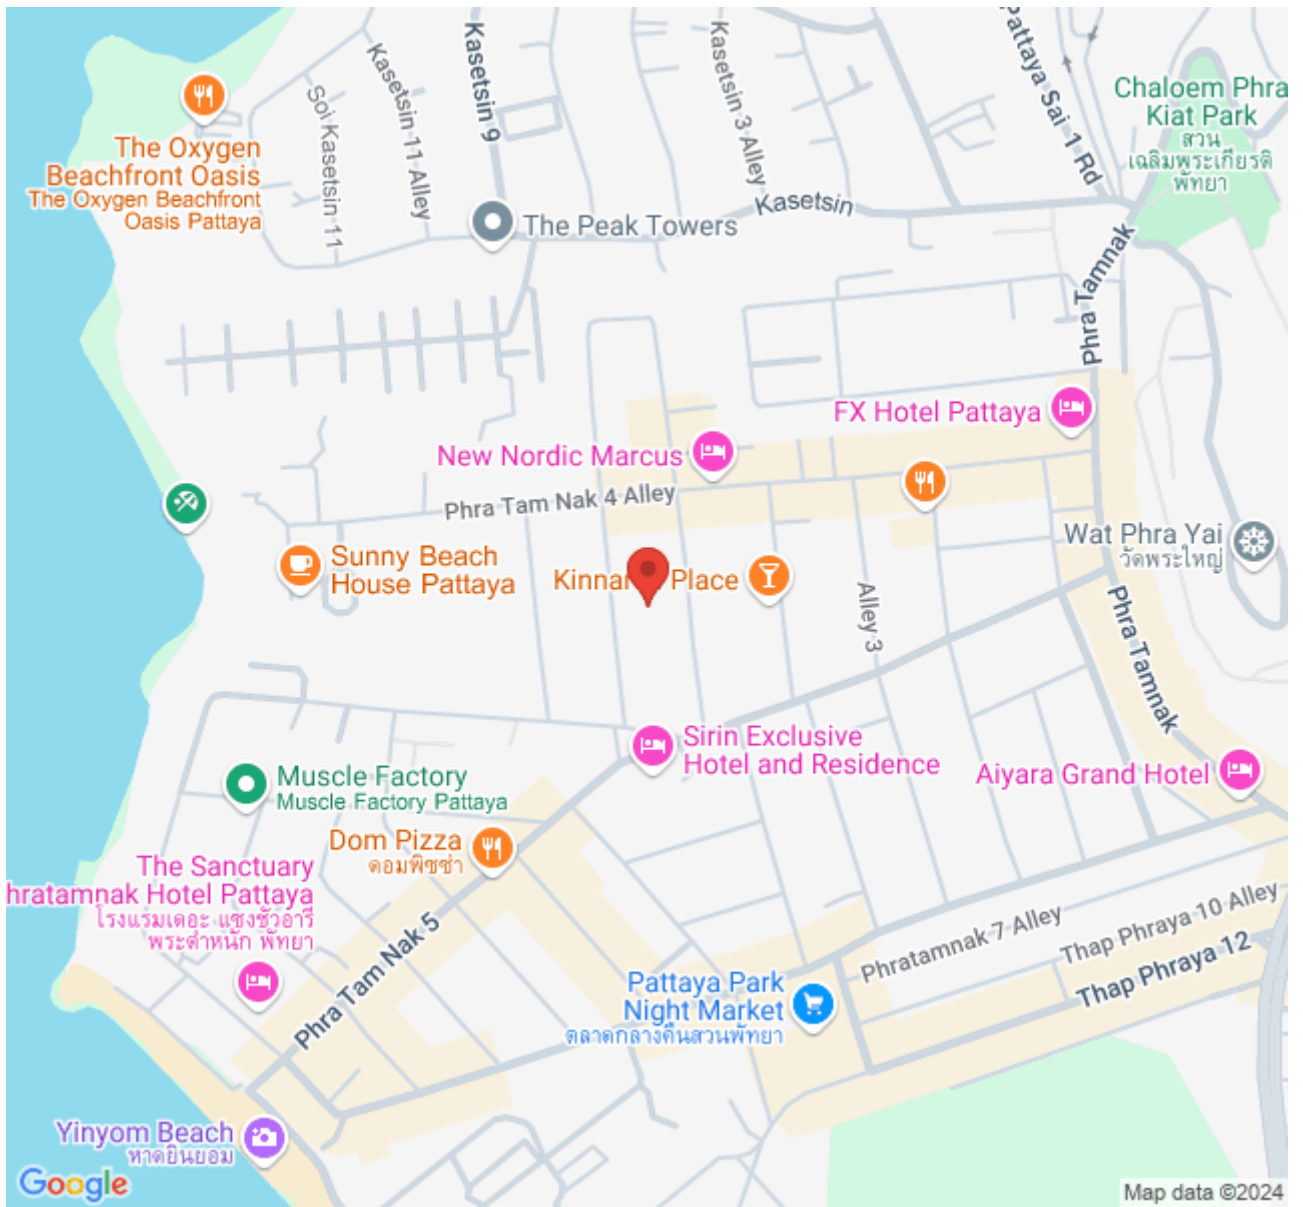 Kasetsin 9
Kasetsin 11 Alley
Soi Kasetsin 11
Kasetsin 3 Alley
Pattaya Sai 1 Rd
Chaloem Phra
Kiat Park
สวน
เฉลิมพระเกียรติ
พัทยา
The Oxygen
Beachfront Oasis
The Oxygen Beachfront
Oasis Pattaya
Kasetsin
The Peak Towers
Phra Tamnak
FX Hotel Pattaya
New Nordic Marcus
Phra Tam Nak 4 Alley
Wat Phra Yai
วัดพระใหญ่
Sunny Beach
House Pattaya
Place
Alley 3
Phra Tamnak
Sirin Exclusive
Hotel and Residence
Aiyara Grand Hotel
Muscle Factory
Muscle Factory Pattaya
Dom Pizza
ดอมพิซซ่า
The Sanctuary
hratamnak Hotel Pattaya
โรงแรมเดอะ แซงชัวอารี
พระตำหนัก พัทยา
Phra Tam Nak 5
Phratamnak 7 Alley
Thap Phraya 10 Alley
Thap Phraya 12
Pattaya Park
Night Market
ตลาดกลางคืนสวนพัทยา
Yinyom Beach
หาดยินยอม
Google
Map data ©2024